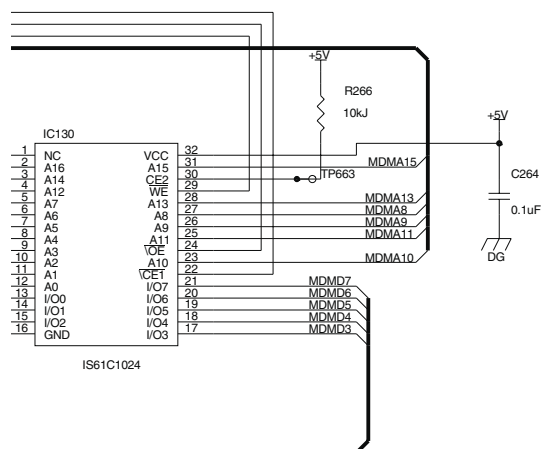 +5V
R266
10kJ
+5V
IC130
1 NC VCC 32
2 A16 A15 31 MDMA15
3 A14 CE2 30 TP663
4 A12 WE 29
5 A7 A13 28 MDMA13
6 A6 A8 27 MDMA8
7 A5 A9 26 MDMA9
8 A4 A11 25 MDMA11
9 A3 \OE 24
10 A2 A10 23 MDMA10
11 A1 \CE1 22
12 A0 I/O7 21 MDMD7
13 I/O0 I/O6 20 MDMD6
14 I/O1 I/O5 19 MDMD5
15 I/O2 I/O4 18 MDMD4
16 GND I/O3 17 MDMD3
IS61C1024
C264
0.1uF
DG